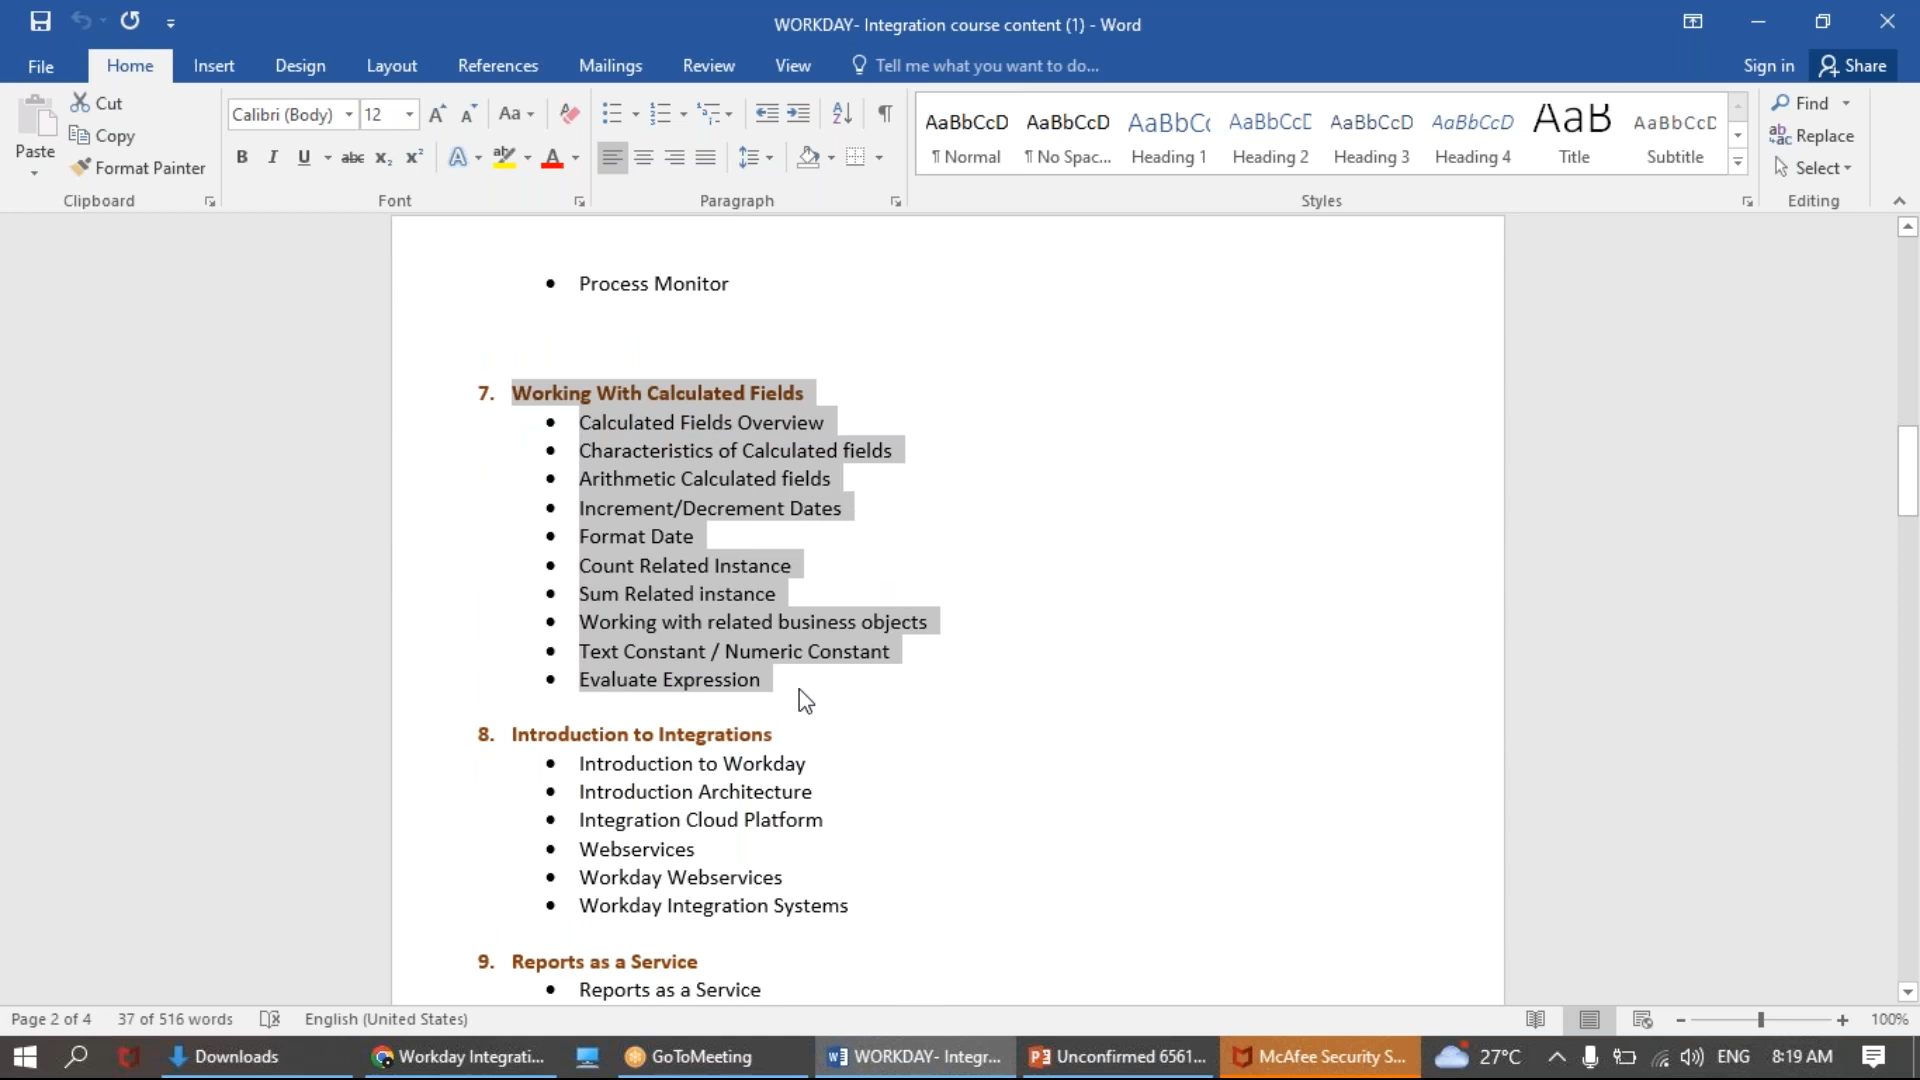 WORKDAY- Integration course content (1) - Word
File Home Insert Design Layout References Mailings Review View Tell me what you want to do... Sign in Share
Cut
Copy
Paste
Format Painter
Clipboard
Calibri (Body) 12
Font
Paragraph
AaBbCcD AaBbCcD AaBbC AaBbCcD AaBbCcD AaBbCcD AaB AaBbCcD
¶ Normal ¶ No Spac... Heading 1 Heading 2 Heading 3 Heading 4 Title Subtitle
Styles
Find
Replace
Select
Editing
• Process Monitor
7. Working With Calculated Fields
• Calculated Fields Overview
• Characteristics of Calculated fields
• Arithmetic Calculated fields
• Increment/Decrement Dates
• Format Date
• Count Related Instance
• Sum Related instance
• Working with related business objects
• Text Constant / Numeric Constant
• Evaluate Expression
8. Introduction to Integrations
• Introduction to Workday
• Introduction Architecture
• Integration Cloud Platform
• Webservices
• Workday Webservices
• Workday Integration Systems
9. Reports as a Service
• Reports as a Service
Page 2 of 4 37 of 516 words English (United States) 100%
Downloads Workday Integrati... GoToMeeting WORKDAY- Integr... Unconfirmed 6561... McAfee Security S... 27°C ENG 8:19 AM